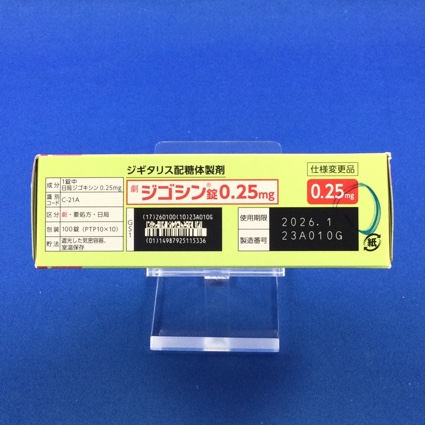 ジギタリス配糖体製剤
仕様変更品
劇 ジゴシン®錠0.25mg
0.25mg
成分 1錠中 日局ジゴキシン 0.25mg
識別コード C-21A
区分 劇・要処方・日局
包装 100錠 (PTP10×10)
貯法 遮光した気密容器、室温保存
GS1
(17)260100(10)23A010G
(01)14987925115336
使用期限 2026. 1
製造番号 23A010G
紙